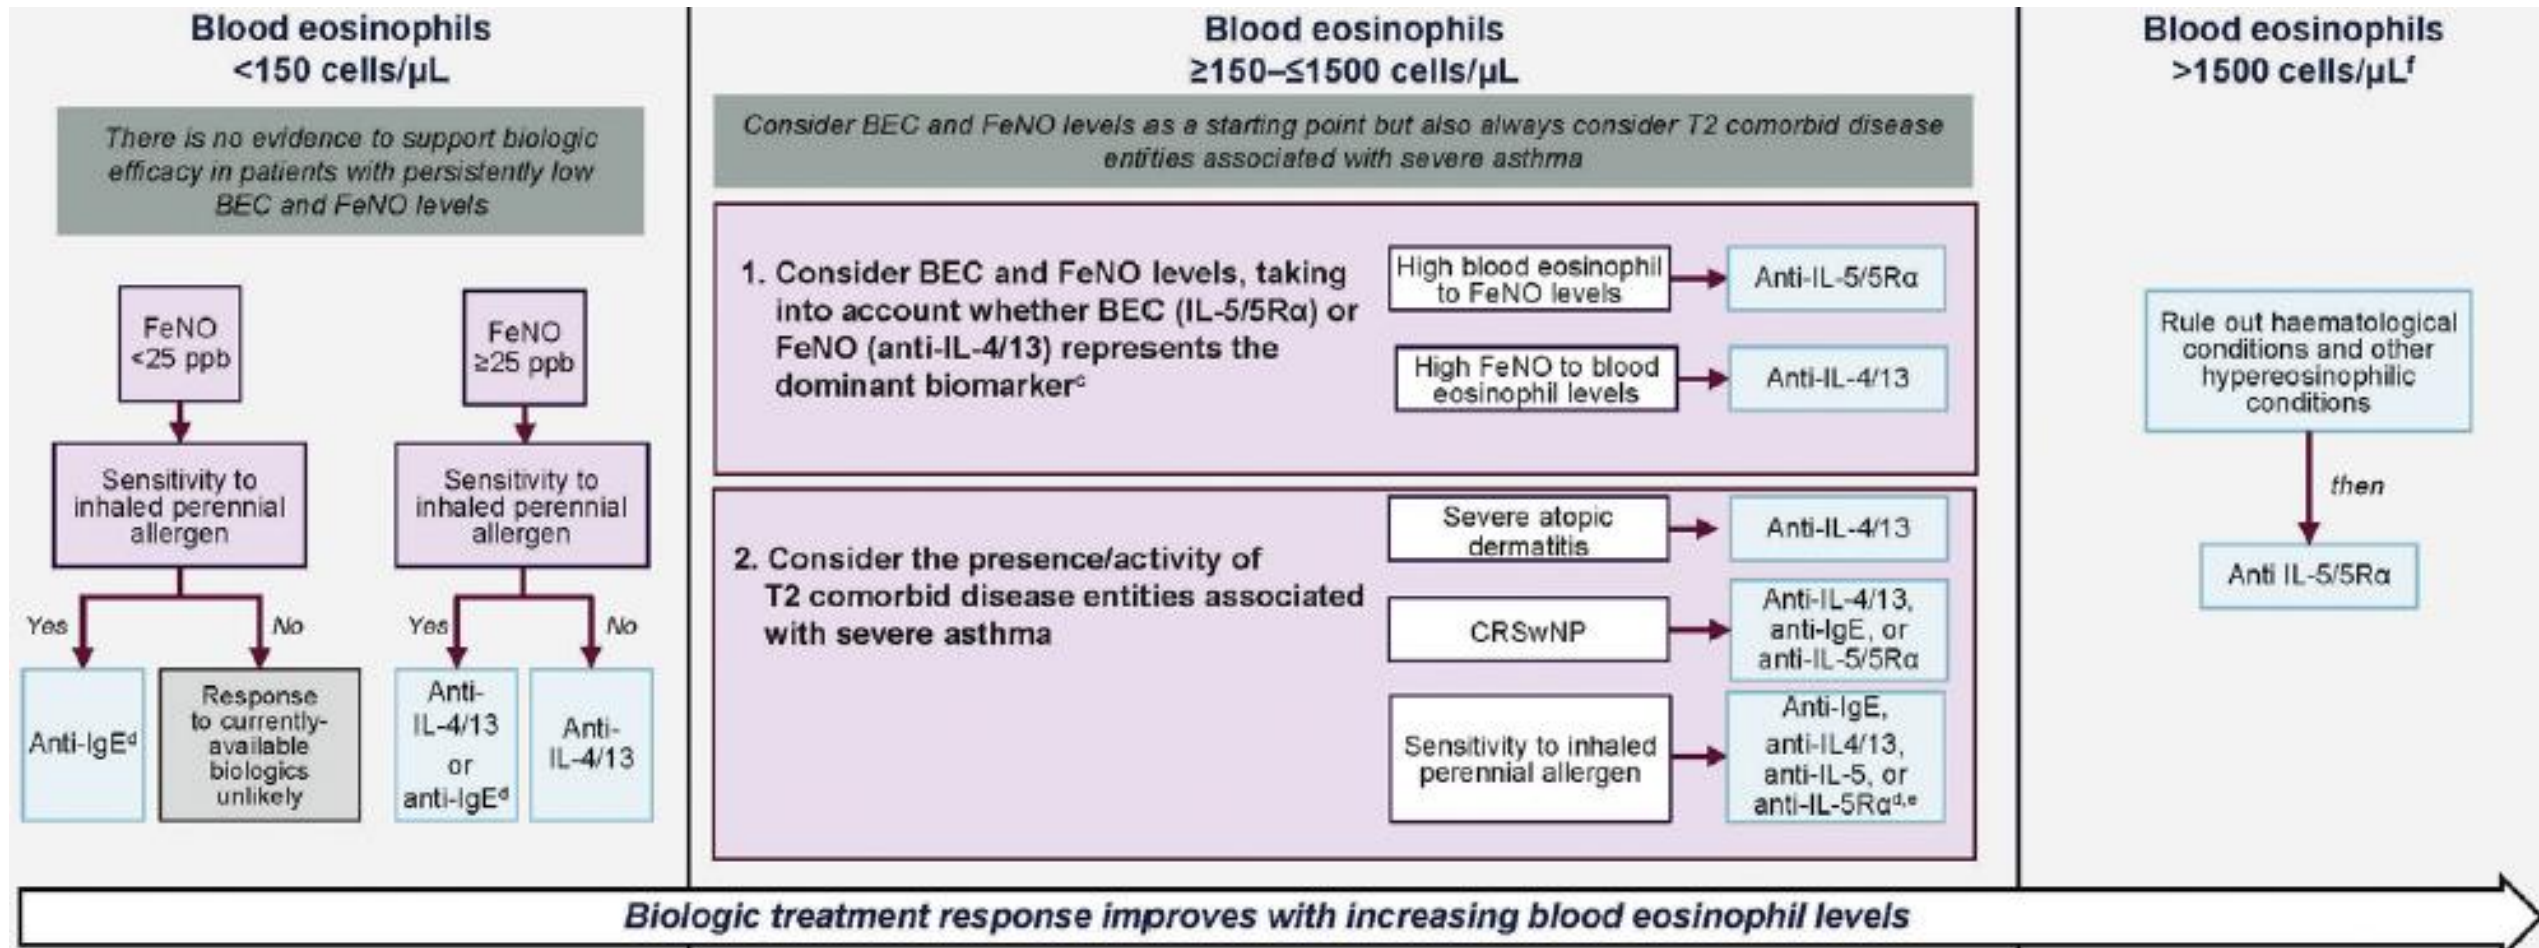 Blood eosinophils
<150 cells/µL
There is no evidence to support biologic
efficacy in patients with persistently low
BEC and FeNO levels
FeNO
<25 ppb
FeNO
≥25 ppb
Sensitivity to
inhaled perennial
allergen
Sensitivity to
inhaled perennial
allergen
Yes
No
Yes
No
Anti-IgEᵈ
Response
to currently-
available
biologics
unlikely
Anti-
IL-4/13
or
anti-IgEᵈ
Anti-
IL-4/13
Blood eosinophils
≥150–≤1500 cells/µL
Consider BEC and FeNO levels as a starting point but also always consider T2 comorbid disease
entities associated with severe asthma
1. Consider BEC and FeNO levels, taking
into account whether BEC (IL-5/5Rα) or
FeNO (anti-IL-4/13) represents the
dominant biomarkerᶜ
High blood eosinophil
to FeNO levels
Anti-IL-5/5Rα
High FeNO to blood
eosinophil levels
Anti-IL-4/13
2. Consider the presence/activity of
T2 comorbid disease entities associated
with severe asthma
Severe atopic
dermatitis
Anti-IL-4/13
CRSwNP
Anti-IL-4/13,
anti-IgE, or
anti-IL-5/5Rα
Sensitivity to inhaled
perennial allergen
Anti-IgE,
anti-IL4/13,
anti-IL-5, or
anti-IL-5Rαᵈ,ᵉ
Blood eosinophils
>1500 cells/µLᶠ
Rule out haematological
conditions and other
hypereosinophilic
conditions
then
Anti IL-5/5Rα
Biologic treatment response improves with increasing blood eosinophil levels